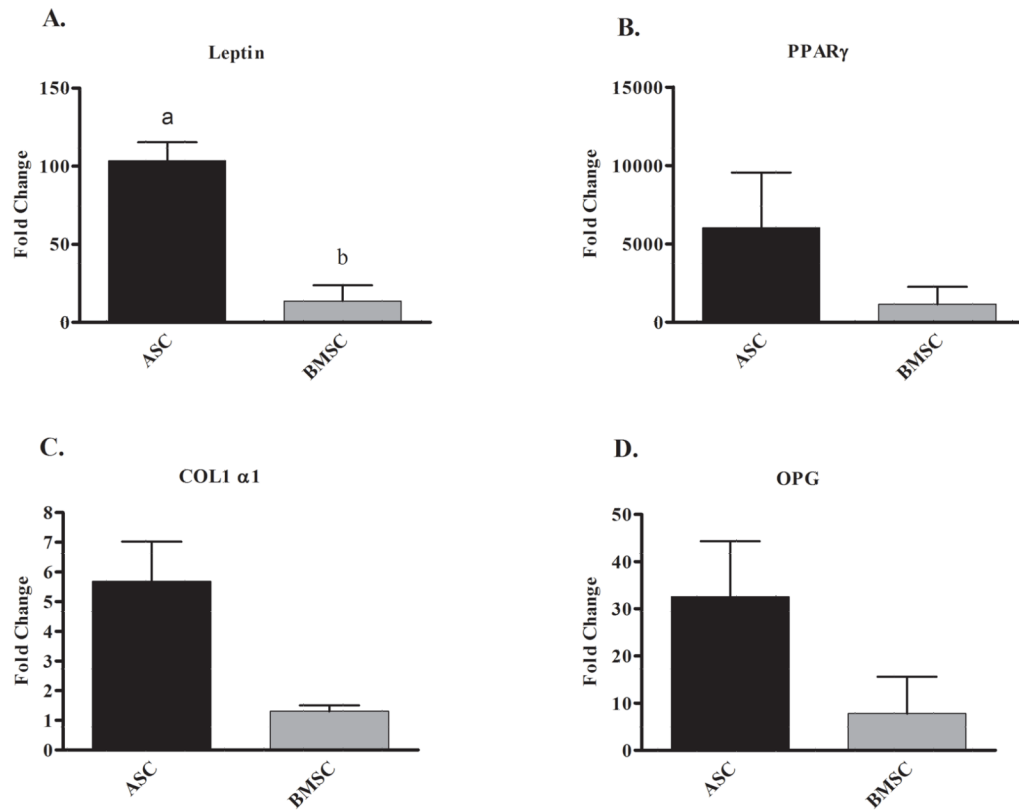 A.
Leptin
Fold Change
150
100
50
0
a
b
ASC
BMSC
B.
PPARγ
Fold Change
15000
10000
5000
0
ASC
BMSC
C.
COL1 α1
Fold Change
8
7
6
5
4
3
2
1
0
ASC
BMSC
D.
OPG
Fold Change
50
40
30
20
10
0
ASC
BMSC